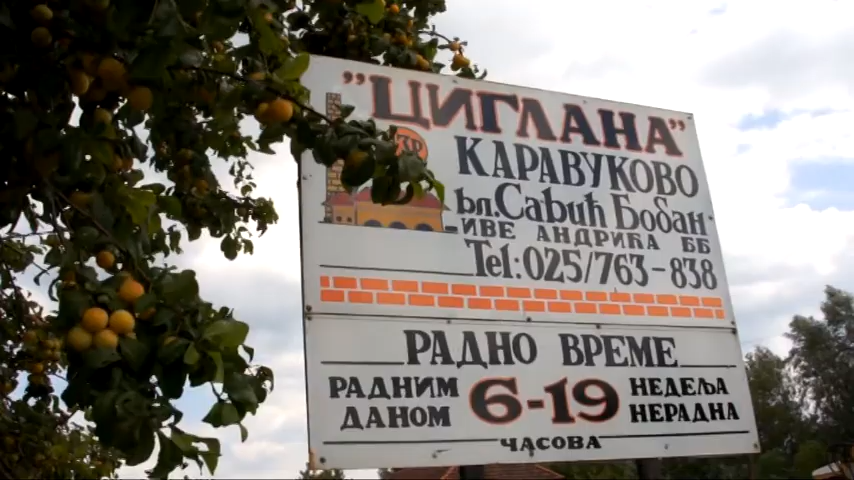 "ЦИГЛАНА"
КАРАВУКОВО
вл. Савић Бобан
ИВЕ АНДРИЋА ББ
Tel: 025/763-838
РАДНО ВРЕМЕ
РАДНИМ ДАНОМ 6-19 НЕДЕЉА НЕРАДНА
ЧАСОВА